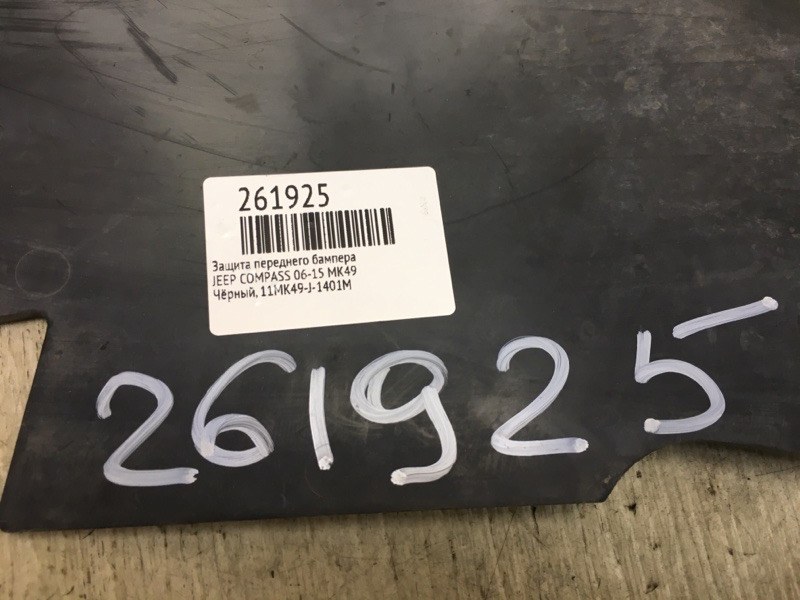 261925
Защита переднего бампера
JEEP COMPASS 06-15 MK49
Чёрный, 11MK49-J-1401M
261925